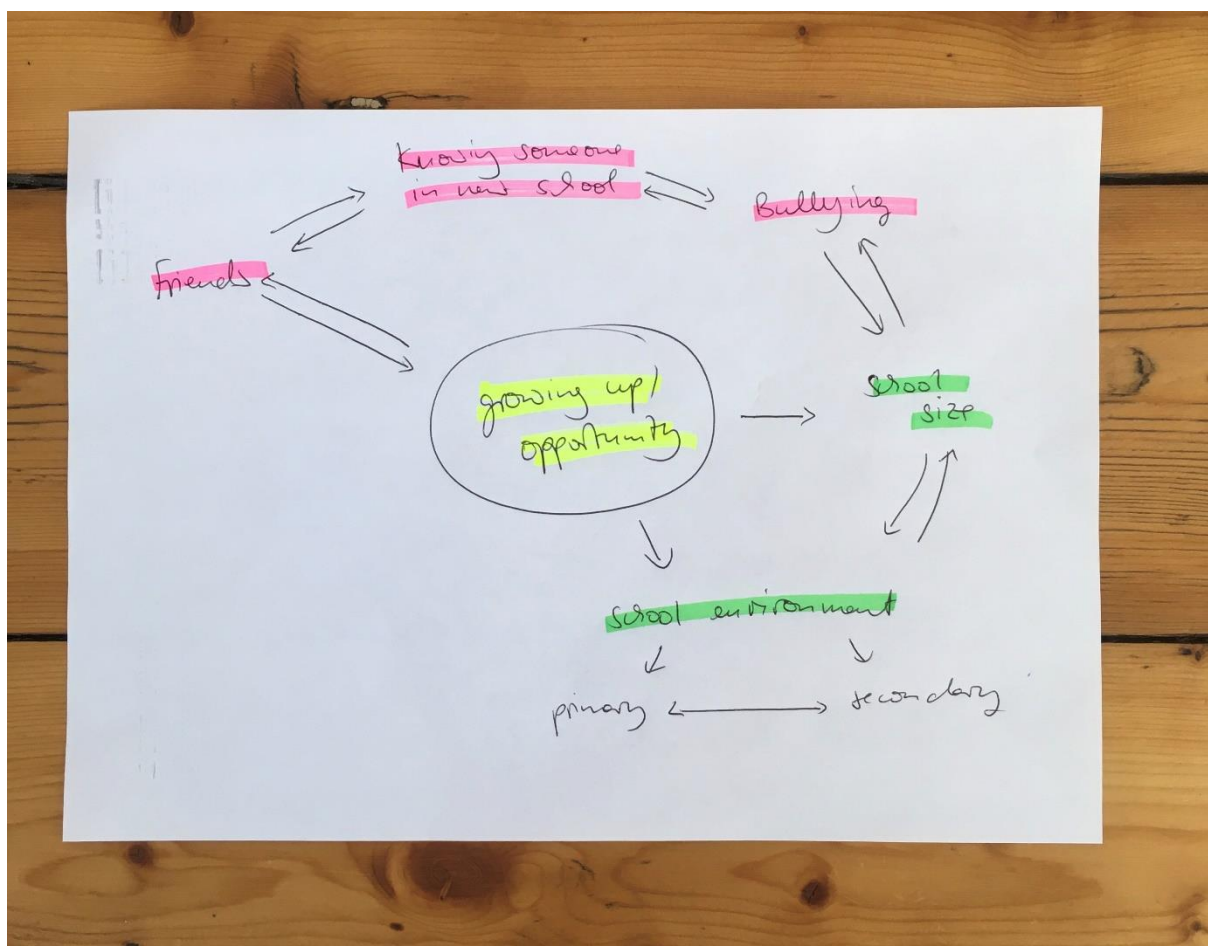 Knowing someone
in new school
Bullying
friends
growing up/
opportunity
school
size
school environment
primary
secondary